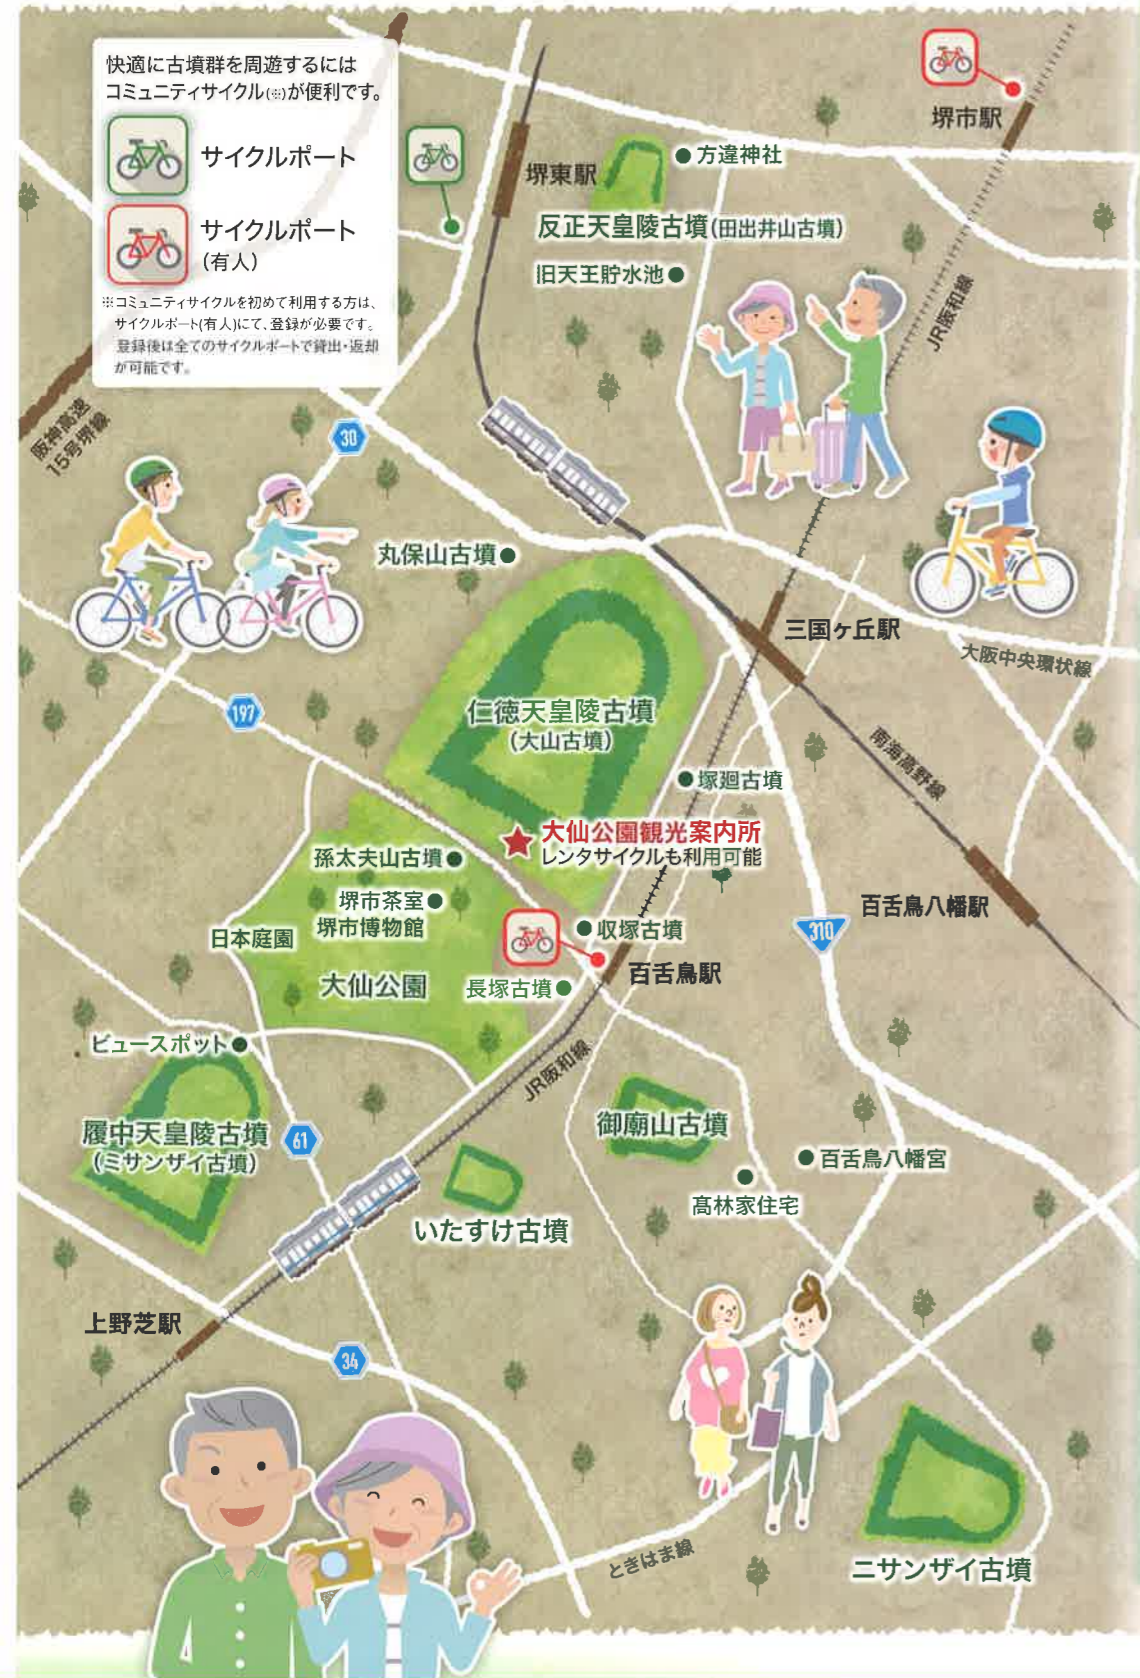 快適に古墳群を周遊するには
コミュニティサイクル(※)が便利です。
サイクルポート
サイクルポート
(有人)
※コミュニティサイクルを初めて利用する方は、
サイクルポート(有人)にて、登録が必要です。
登録後は全てのサイクルポートで貸出・返却
が可能です。
堺市駅
堺東駅
方違神社
反正天皇陵古墳(田出井山古墳)
旧天王貯水池
JR阪和線
阪神高速
15号堺線
30
丸保山古墳
三国ヶ丘駅
大阪中央環状線
197
仁徳天皇陵古墳
(大山古墳)
南海高野線
塚廻古墳
大仙公園観光案内所
レンタサイクルも利用可能
孫太夫山古墳
堺市茶室
堺市博物館
日本庭園
収塚古墳
百舌鳥八幡駅
310
大仙公園
長塚古墳
百舌鳥駅
ビュースポット
JR阪和線
履中天皇陵古墳
(ミサンザイ古墳)
61
御廟山古墳
百舌鳥八幡宮
髙林家住宅
いたすけ古墳
上野芝駅
34
ときはま線
ニサンザイ古墳